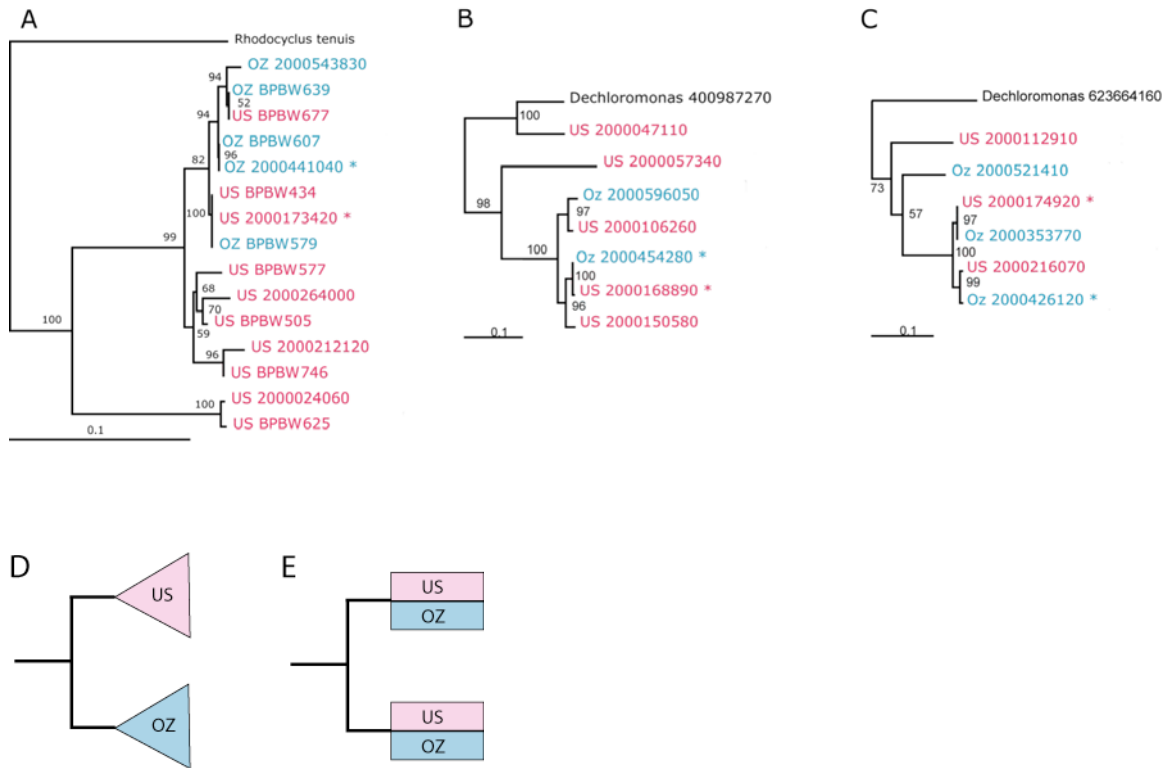 A
Rhodocyclus tenuis
OZ 2000543830
94
OZ BPBW639
52
US BPBW677
94
OZ BPBW607
96
OZ 2000441040 *
82
US BPBW434
US 2000173420 *
100
OZ BPBW579
99
US BPBW577
68
US 2000264000
70
US BPBW505
59
US 2000212120
96
US BPBW746
100
US 2000024060
100
US BPBW625
0.1
B
Dechloromonas 400987270
100
US 2000047110
US 2000057340
98
Oz 2000596050
97
US 2000106260
100
Oz 2000454280 *
100
US 2000168890 *
96
US 2000150580
0.1
C
Dechloromonas 623664160
US 2000112910
Oz 2000521410
73
US 2000174920 *
57
97
Oz 2000353770
100
US 2000216070
99
Oz 2000426120 *
0.1
D
US
OZ
E
US
OZ
US
OZ